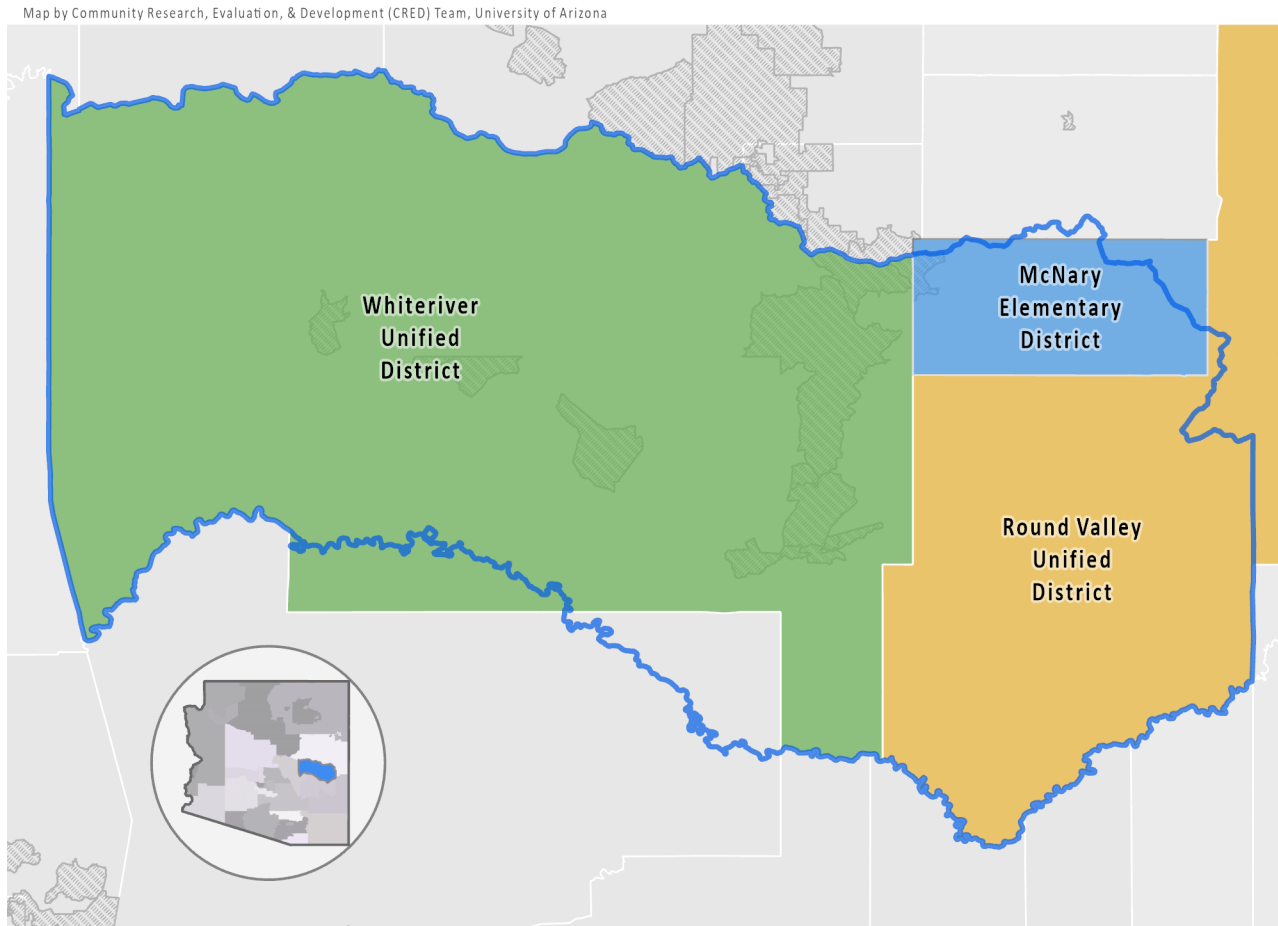 Map by Community Research, Evaluation, & Development (CRED) Team, University of Arizona
McNary
Elementary
District
Whiteriver
Unified
District
Round Valley
Unified
District